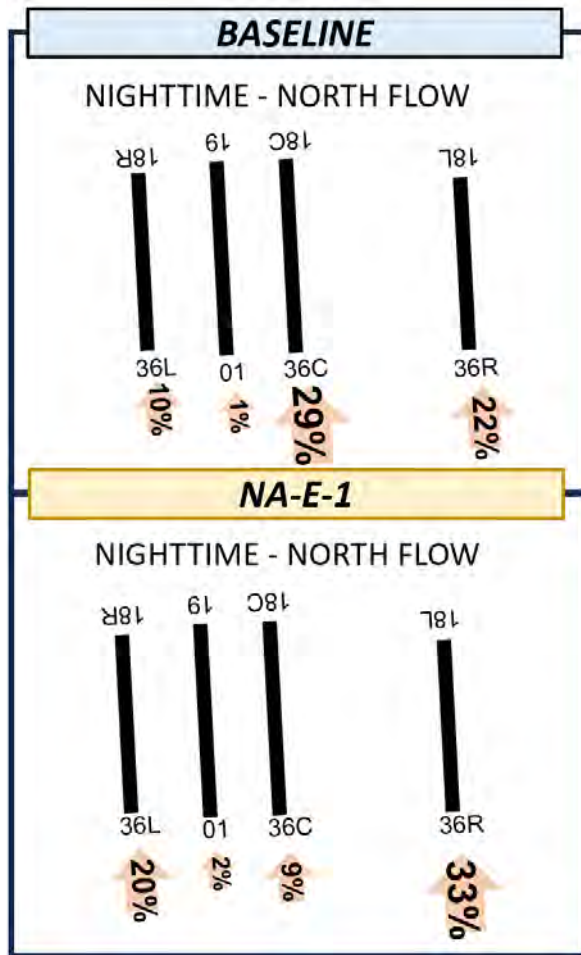 BASELINE
NIGHTTIME - NORTH FLOW
18R 19 18C 18L
36L 01 36C 36R
10% 1% 29% 22%
NA-E-1
NIGHTTIME - NORTH FLOW
18R 19 18C 18L
36L 01 36C 36R
20% 2% 9% 33%